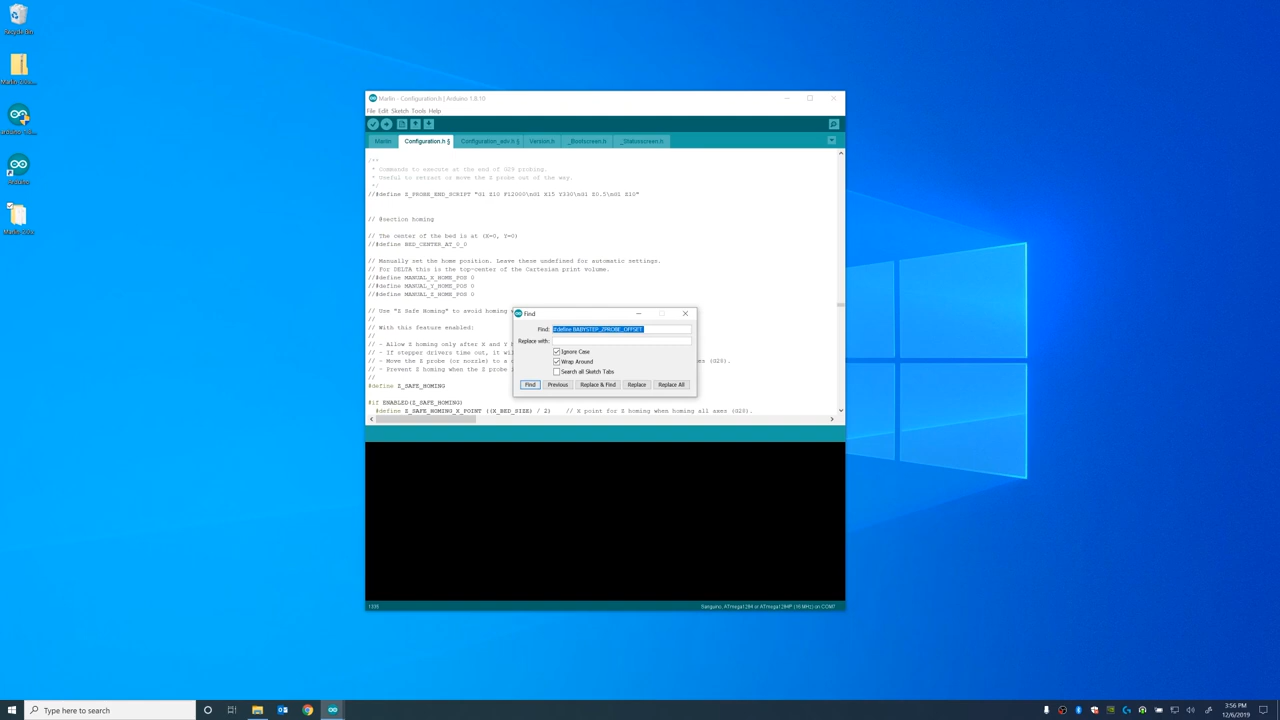 Recycle Bin
Marlin - Configuration.h | Arduino 1.8.10
File Edit Sketch Tools Help
Marlin Configuration.h § Configuration_adv.h § Version.h _Bootscreen.h _Statusscreen.h
/**
* Commands to execute at the end of G29 probing.
* Useful to retract or move the Z probe out of the way.
*/
//#define Z_PROBE_END_SCRIPT "G1 Z10 F12000\nG1 X15 Y330\nG1 Z0.5\nG1 Z10"
// @section homing
// The center of the bed is at (X=0, Y=0)
//#define BED_CENTER_AT_0_0
// Manually set the home position. Leave these undefined for automatic settings.
// For DELTA this is the top-center of the Cartesian print volume.
//#define MANUAL_X_HOME_POS 0
//#define MANUAL_Y_HOME_POS 0
//#define MANUAL_Z_HOME_POS 0
// Use "Z Safe Homing" to avoid homing
//
// With this feature enabled:
//
// - Allow Z homing only after X and Y
// - If stepper drivers time out, it
// - Move the Z probe (or nozzle) to a (G28).
// - Prevent Z homing when the Z probe
//
#define Z_SAFE_HOMING
#if ENABLED(Z_SAFE_HOMING)
#define Z_SAFE_HOMING_X_POINT ((X_BED_SIZE) / 2) // X point for Z homing when homing all axes (G28).
Find
Find: #define BABYSTEP_ZPROBE_OFFSET
Replace with:
Ignore Case
Wrap Around
Search all Sketch Tabs
Find Previous Replace & Find Replace Replace All
1335
Sanguino, ATmega1284 or ATmega1284P (16 MHz) on COM7
Type here to search
3:56 PM
12/6/2019